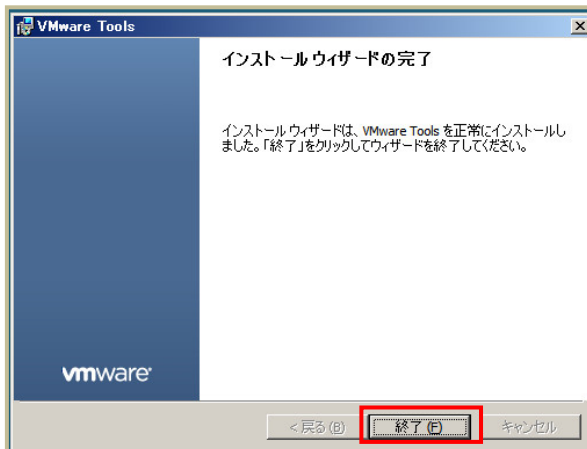 VMware Tools
インストール ウィザードの完了
インストール ウィザードは、VMware Tools を正常にインストールし
ました。「終了」をクリックしてウィザードを終了してください。
vmware
< 戻る(B)
終了(F)
キャンセル